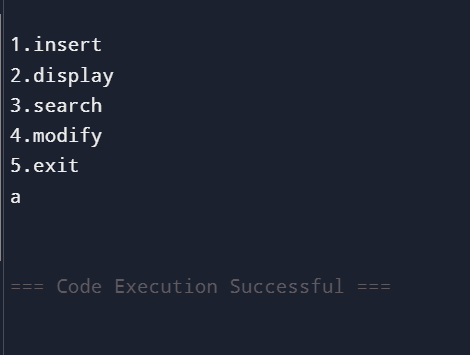 1.insert
2.display
3.search
4.modify
5.exit
a
=== Code Execution Successful ===